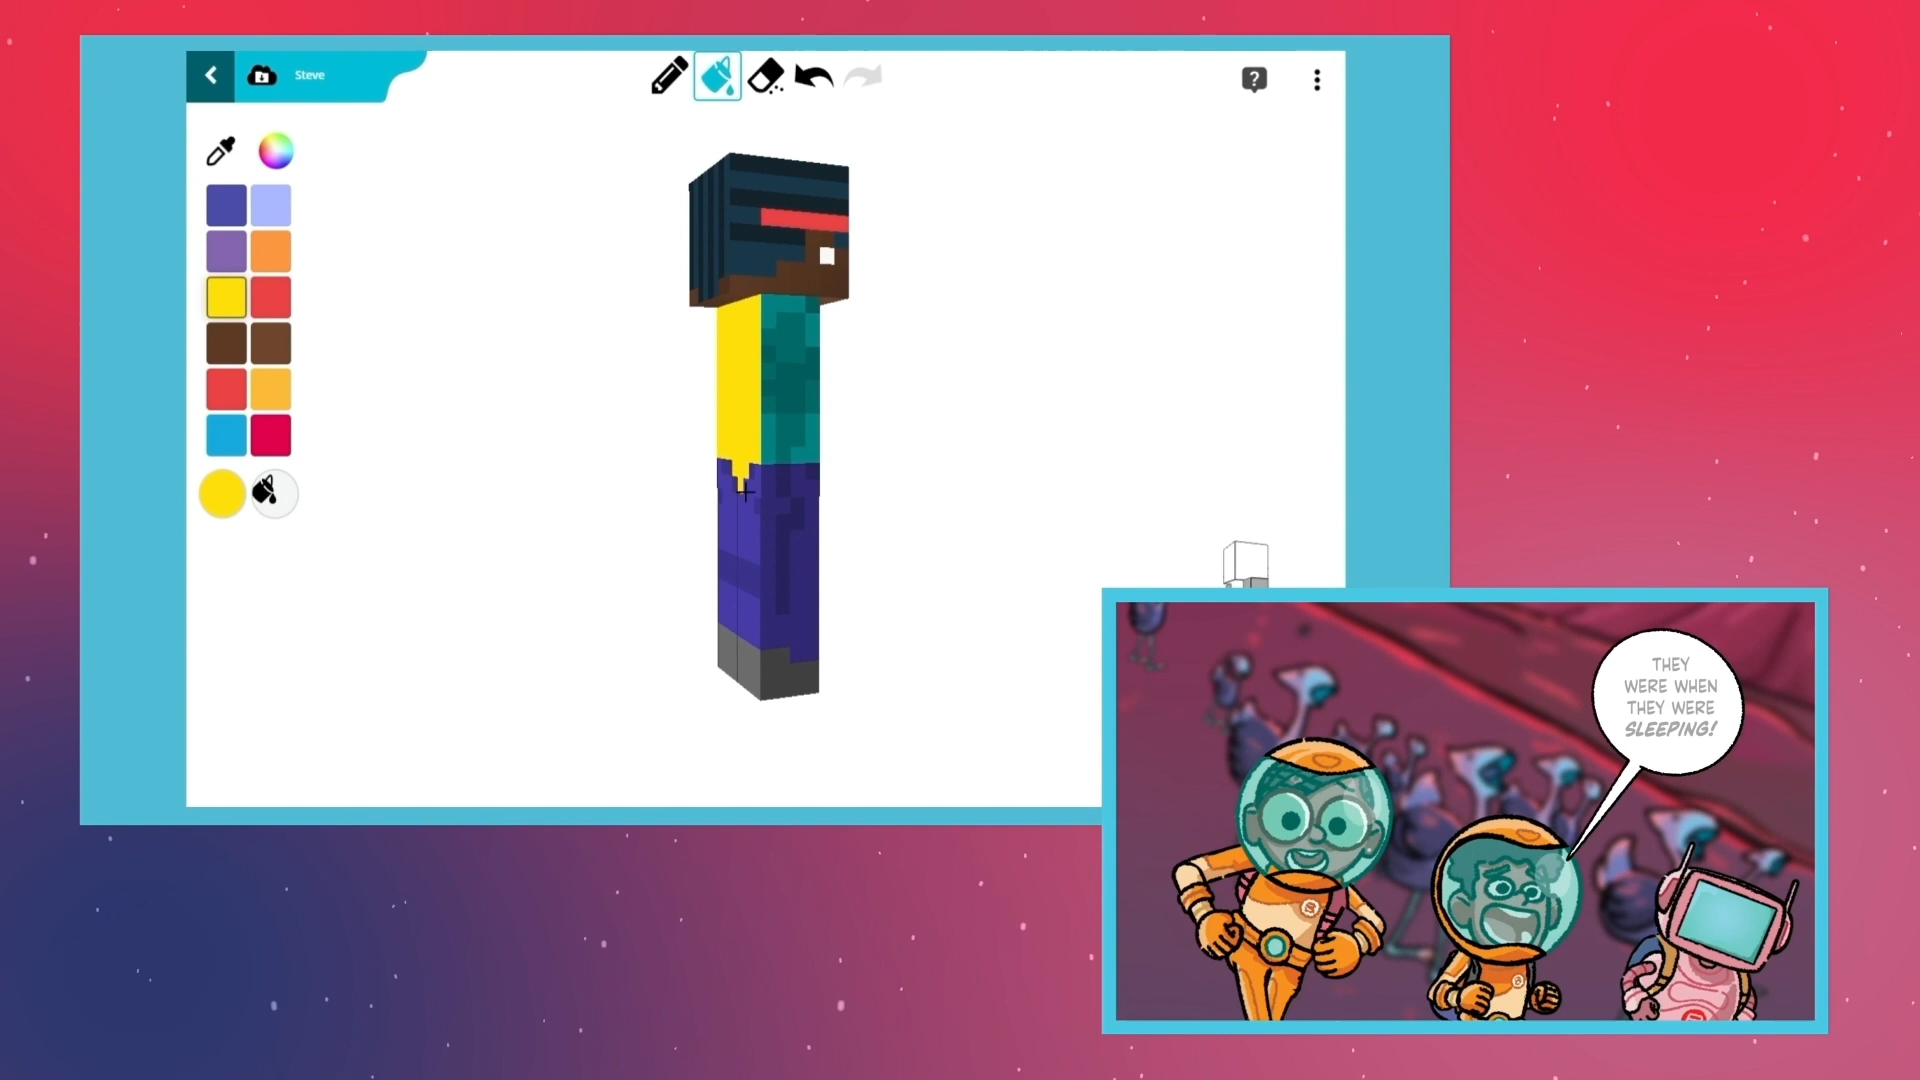 Steve
?
THEY
WERE WHEN
THEY WERE
SLEEPING!